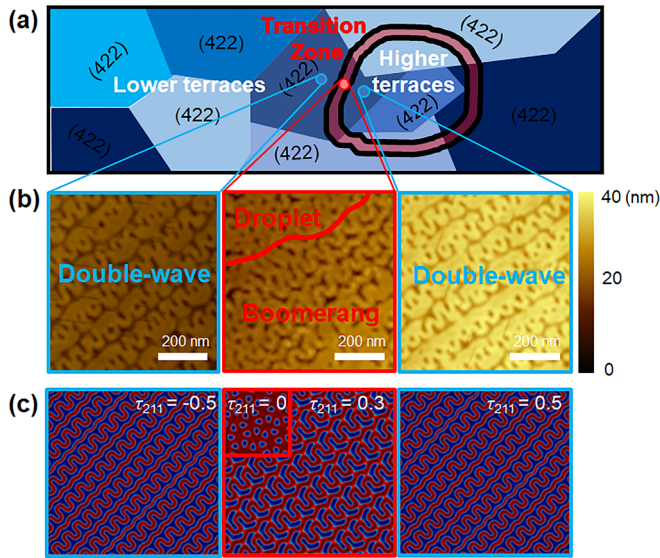 (a)
Transition
Zone
(422)
(422)
(422)
(422)
Lower terraces
Higher
terraces
(422)
(422)
(422)
(422)
(422)
(b)
Droplet
Double-wave
Boomerang
Double-wave
200 nm
200 nm
200 nm
40 (nm)
20
0
(c)
τ211 = -0.5
τ211 = 0
τ211 = 0.3
τ211 = 0.5